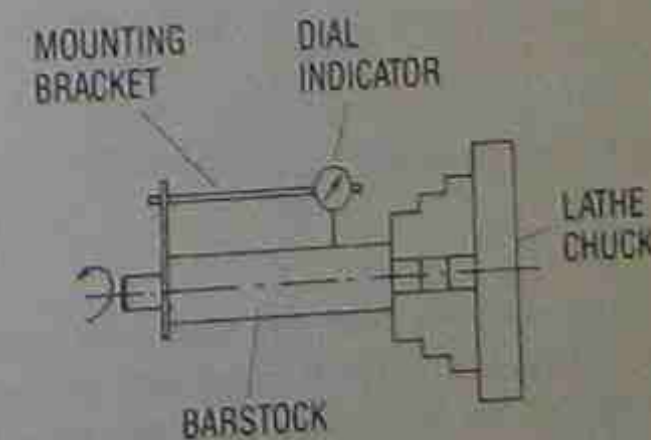 MOUNTING
BRACKET
DIAL
INDICATOR
LATHE
CHUCK
BARSTOCK